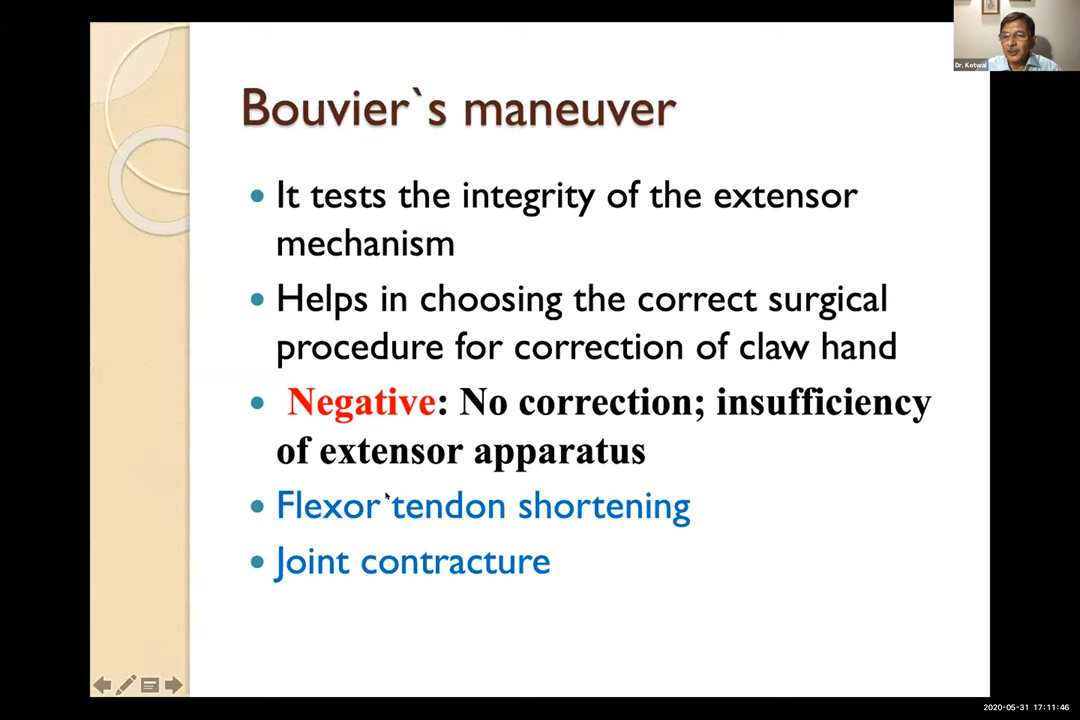 Dr. Kotwal
Bouvier`s maneuver
• It tests the integrity of the extensor
mechanism
• Helps in choosing the correct surgical
procedure for correction of claw hand
• Negative: No correction; insufficiency
of extensor apparatus
• Flexor tendon shortening
• Joint contracture
2020-05-31 17:11:46